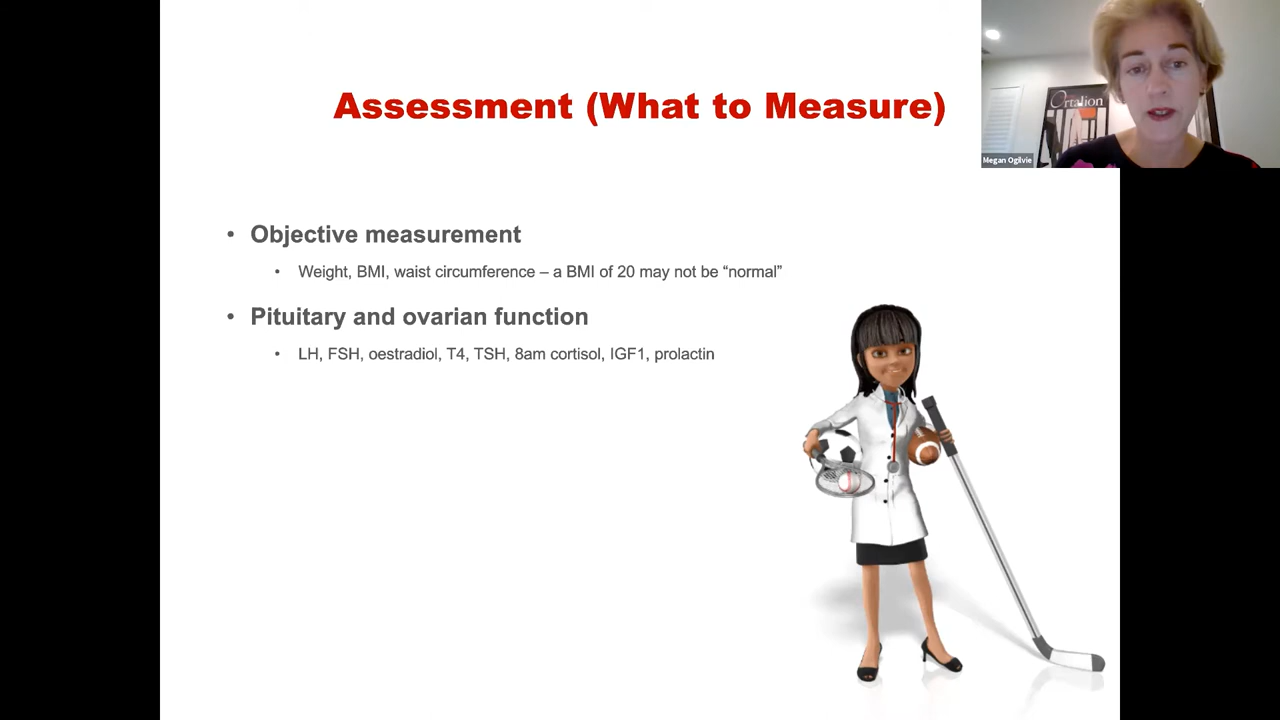 Assessment (What to Measure)
Ortalion
Megan Ogilvie
• Objective measurement
• Weight, BMI, waist circumference – a BMI of 20 may not be “normal”
• Pituitary and ovarian function
• LH, FSH, oestradiol, T4, TSH, 8am cortisol, IGF1, prolactin